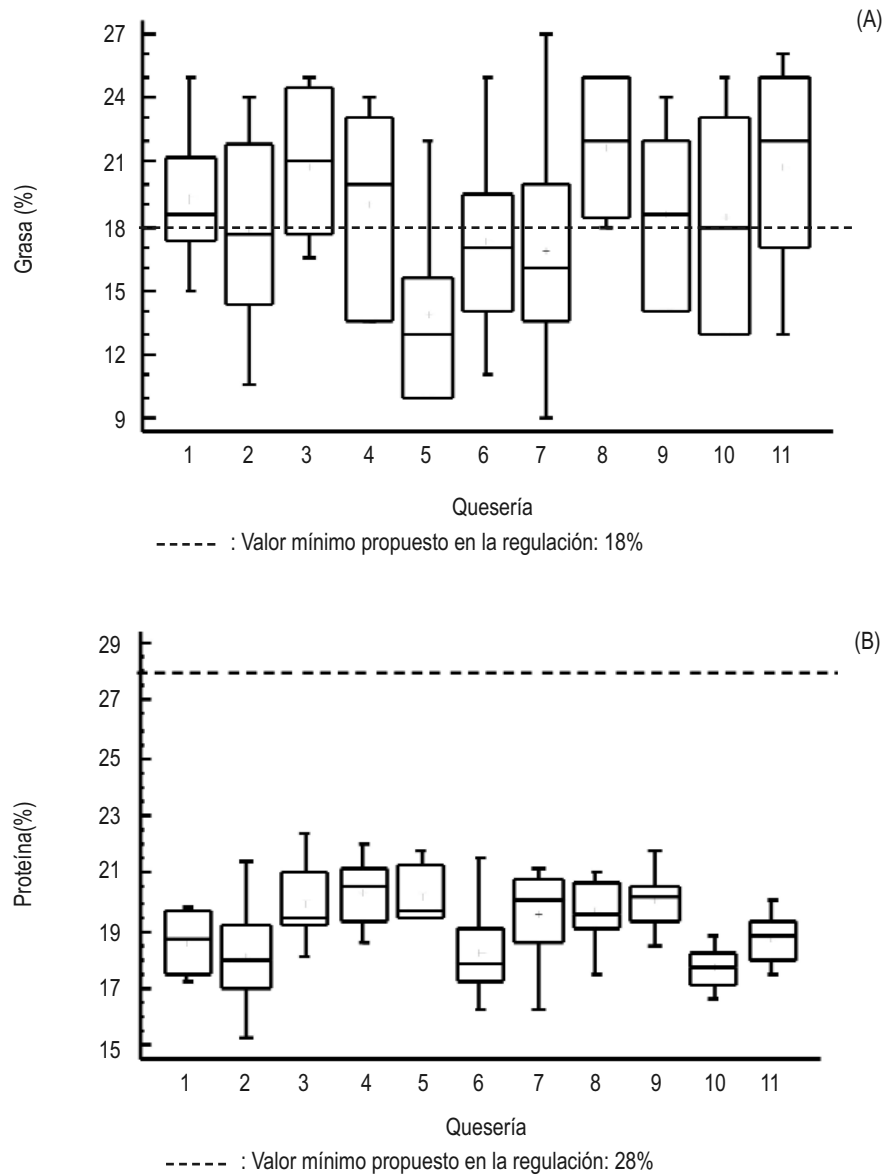 (A)
27
24
21
18
15
12
9
Grasa (%)
1 2 3 4 5 6 7 8 9 10 11
Quesería
----- : Valor mínimo propuesto en la regulación: 18%
(B)
29
27
25
23
21
19
17
15
Proteína(%)
1 2 3 4 5 6 7 8 9 10 11
Quesería
----- : Valor mínimo propuesto en la regulación: 28%